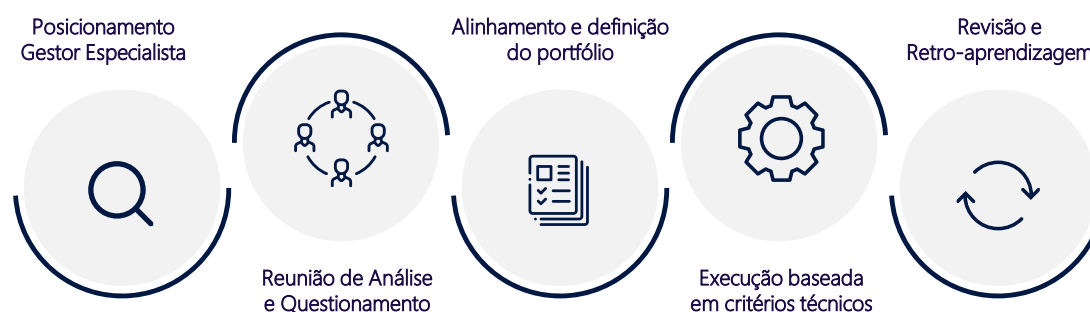 Posicionamento
Gestor Especialista
Reunião de Análise
e Questionamento
Alinhamento e definição
do portfólio
Execução baseada
em critérios técnicos
Revisão e
Retro-aprendizagem